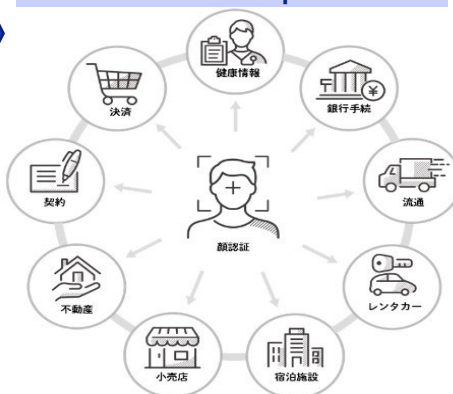 健康情報
決済
銀行手続
契約
流通
顔認証
不動産
レンタカー
小売店
宿泊施設